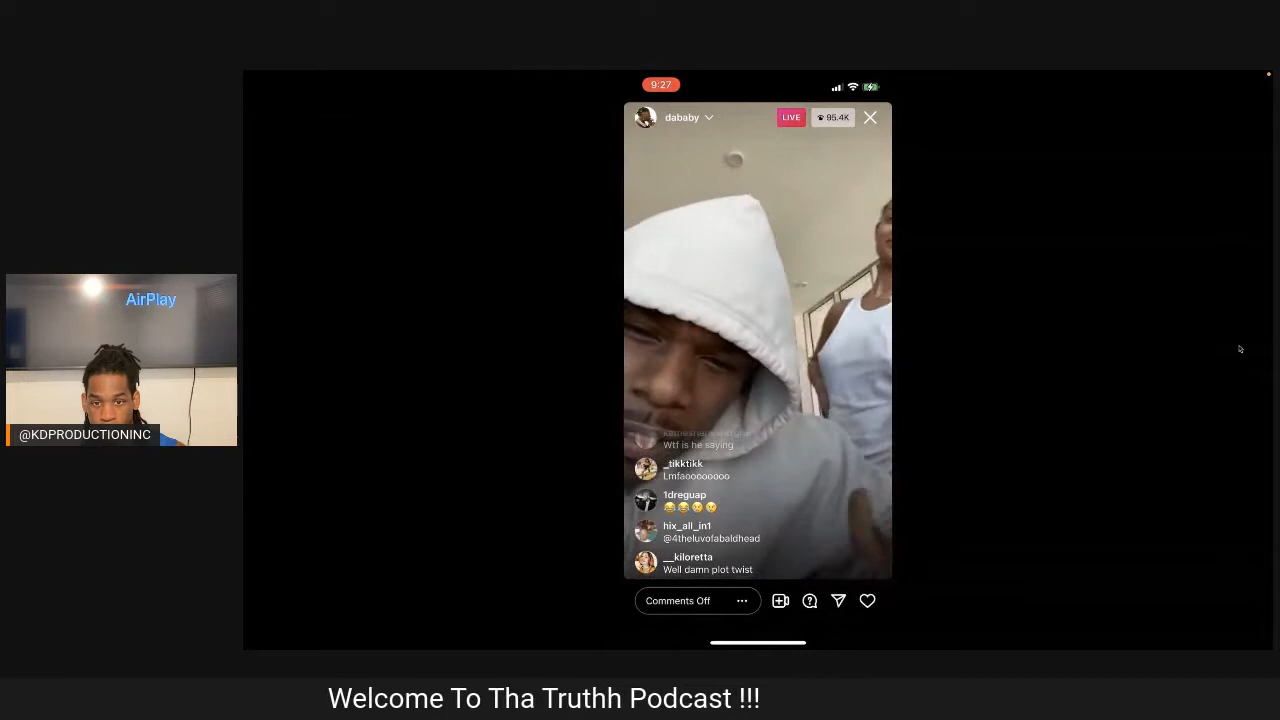 9:27
dababy
LIVE
95.4K
AirPlay
@KDPRODUCTIONINC
Wtf is he saying
_tikktikk
Lmfaoooooooo
1dreguap
😂😂😢😢
hix_all_in1
@4theluvofabaldhead
__kiloretta
Well damn plot twist
Comments Off
Welcome To Tha Truthh Podcast !!!